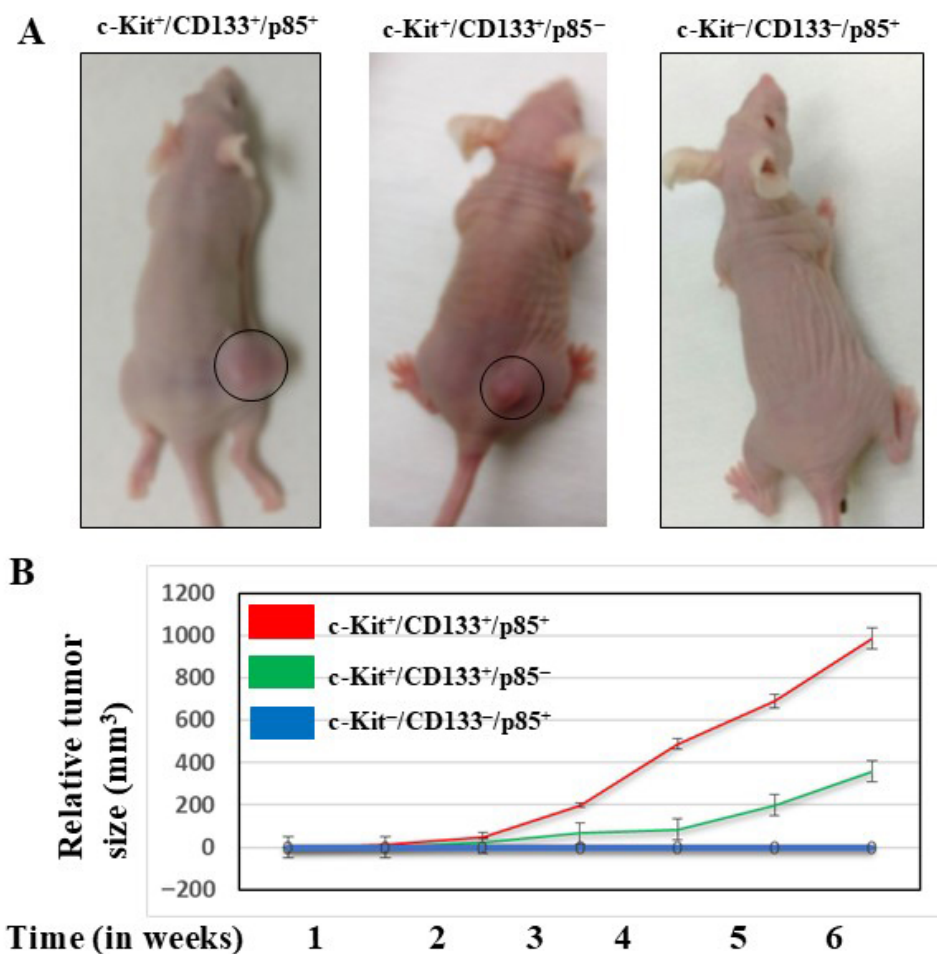 A
c-Kit⁺/CD133⁺/p85⁺
c-Kit⁺/CD133⁺/p85⁻
c-Kit⁻/CD133⁻/p85⁺
B
1200
1000
800
600
400
200
0
−200
c-Kit⁺/CD133⁺/p85⁺
c-Kit⁺/CD133⁺/p85⁻
c-Kit⁻/CD133⁻/p85⁺
Relative tumor
size (mm³)
Time (in weeks) 1 2 3 4 5 6